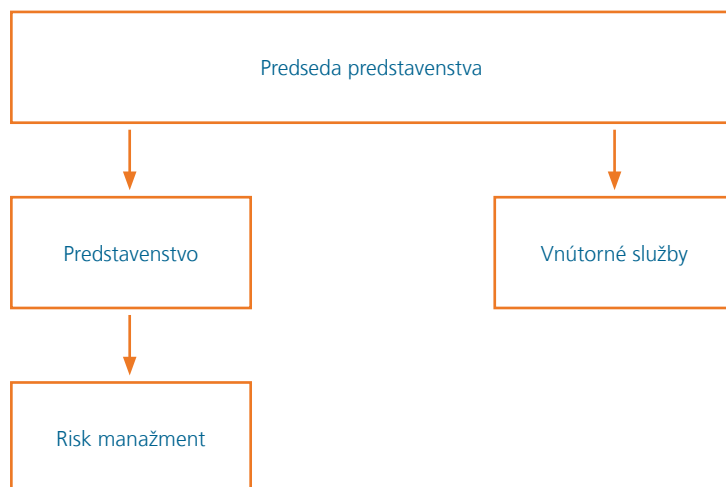 Predseda predstavenstva
Predstavenstvo
Vnútorné služby
Risk manažment